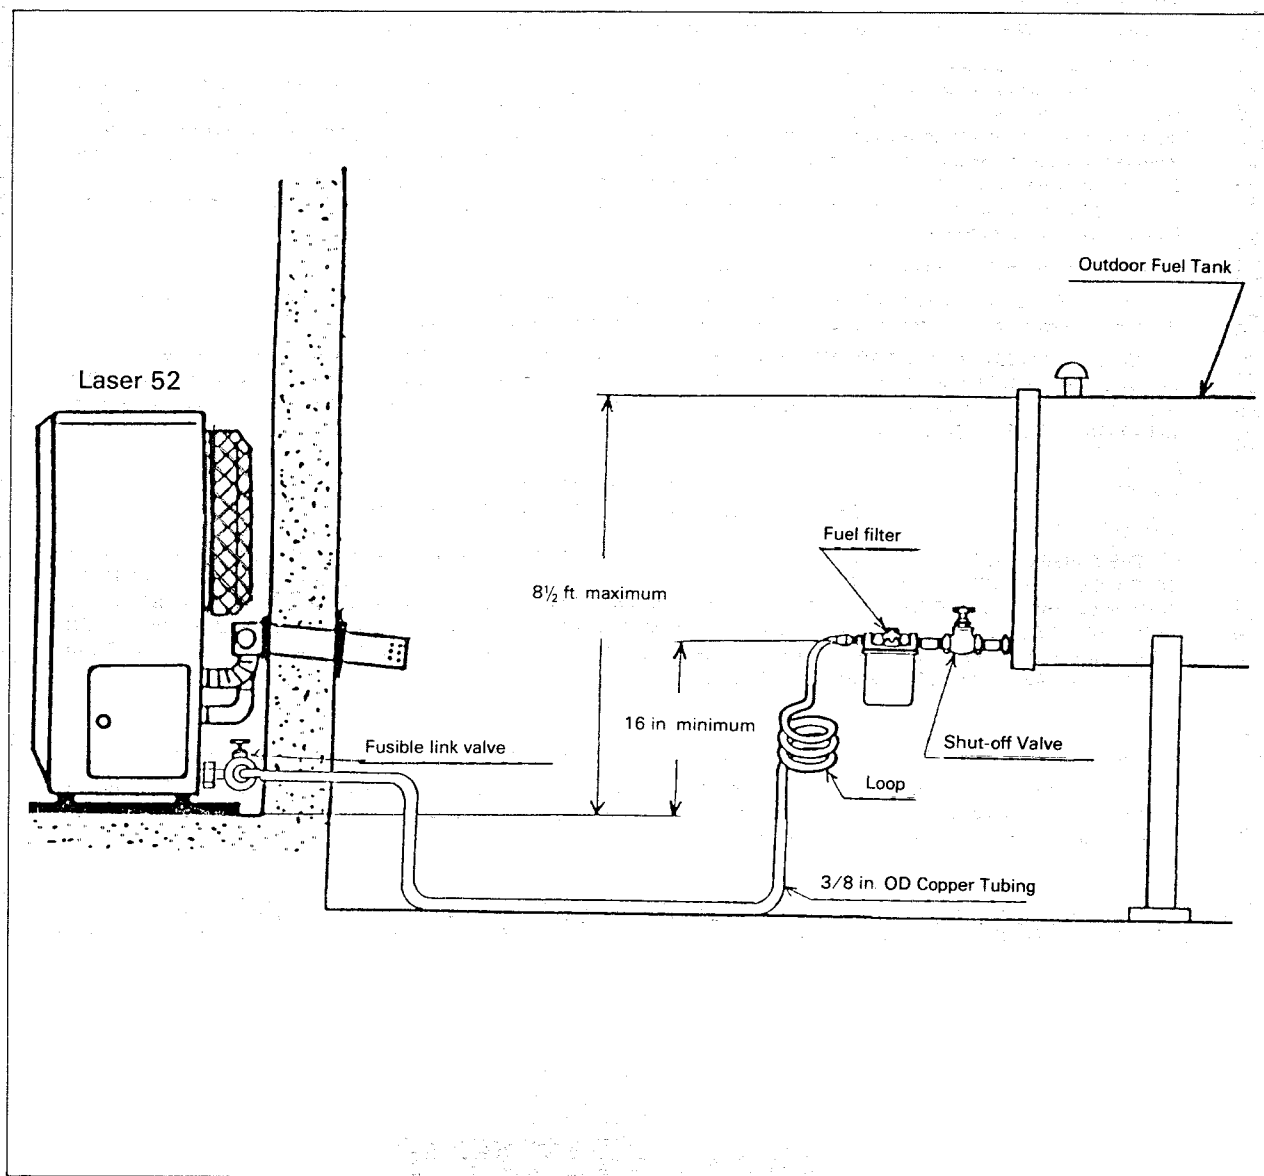 Outdoor Fuel Tank
Laser 52
Fuel filter
8½ ft. maximum
16 in minimum
Fusible link valve
Shut-off Valve
Loop
3/8 in. OD Copper Tubing